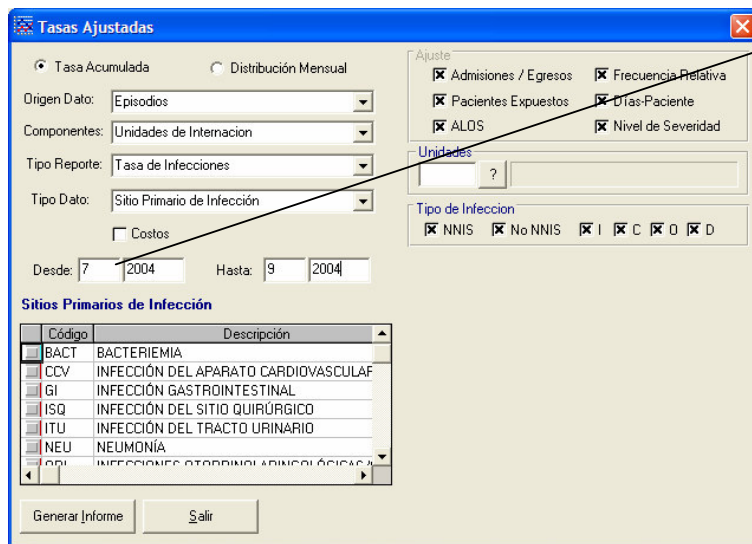 Tasas Ajustadas
Tasa Acumulada
Distribución Mensual
Origen Dato: Episodios
Componentes: Unidades de Internacion
Tipo Reporte: Tasa de Infecciones
Tipo Dato: Sitio Primario de Infección
Costos
Desde: 7 2004 Hasta: 9 2004
Ajuste
Admisiones / Egresos Frecuencia Relativa
Pacientes Expuestos Días-Paciente
ALOS Nivel de Severidad
Unidades
?
Tipo de Infeccion
NNIS No NNIS I C O D
Sitios Primarios de Infección
Código Descripción
BACT BACTERIEMIA
CCV INFECCIÓN DEL APARATO CARDIOVASCULAR
GI INFECCIÓN GASTROINTESTINAL
ISQ INFECCIÓN DEL SITIO QUIRÚRGICO
ITU INFECCIÓN DEL TRACTO URINARIO
NEU NEUMONÍA
Generar Informe Salir